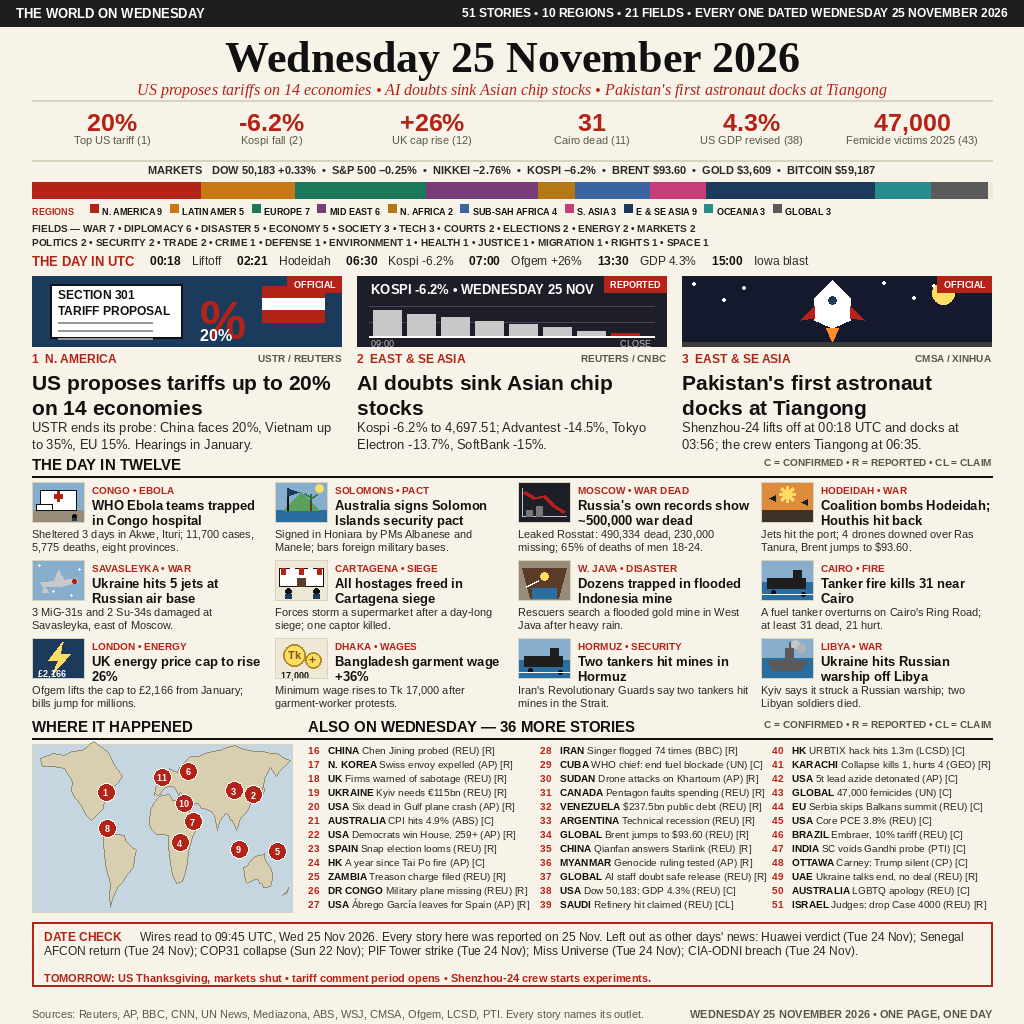 THE WORLD ON WEDNESDAY
51 STORIES • 10 REGIONS • 21 FIELDS • EVERY ONE DATED WEDNESDAY 25 NOVEMBER 2026
Wednesday 25 November 2026
US proposes tariffs on 14 economies • AI doubts sink Asian chip stocks • Pakistan's first astronaut docks at Tiangong
20%
Top US tariff (1)
-6.2%
Kospi fall (2)
+26%
UK cap rise (12)
31
Cairo dead (11)
4.3%
US GDP revised (38)
47,000
Femicide victims 2025 (43)
MARKETS DOW 50,183 +0.33% • S&P 500 –0.25% • NIKKEI –2.76% • KOSPI –6.2% • BRENT $93.60 • GOLD $3,609 • BITCOIN $59,187
REGIONS N. AMERICA 9 LATIN AMER 5 EUROPE 7 MID EAST 6 N. AFRICA 2 SUB-SAH AFRICA 4 S. ASIA 3 E & SE ASIA 9 OCEANIA 3 GLOBAL 3
FIELDS — WAR 7 • DIPLOMACY 6 • DISASTER 5 • ECONOMY 5 • SOCIETY 3 • TECH 3 • COURTS 2 • ELECTIONS 2 • ENERGY 2 • MARKETS 2
POLITICS 2 • SECURITY 2 • TRADE 2 • CRIME 1 • DEFENSE 1 • ENVIRONMENT 1 • HEALTH 1 • JUSTICE 1 • MIGRATION 1 • RIGHTS 1 • SPACE 1
THE DAY IN UTC 00:18 Liftoff 02:21 Hodeidah 06:30 Kospi -6.2% 07:00 Ofgem +26% 13:30 GDP 4.3% 15:00 Iowa blast
SECTION 301
TARIFF PROPOSAL
%
20%
OFFICIAL
1 N. AMERICA
USTR / REUTERS
US proposes tariffs up to 20%
on 14 economies
USTR ends its probe: China faces 20%, Vietnam up
to 35%, EU 15%. Hearings in January.
KOSPI -6.2% • WEDNESDAY 25 NOV
REPORTED
09:00
CLOSE
2 EAST & SE ASIA
REUTERS / CNBC
AI doubts sink Asian chip
stocks
Kospi -6.2% to 4,697.51; Advantest -14.5%, Tokyo
Electron -13.7%, SoftBank -15%.
OFFICIAL
3 EAST & SE ASIA
CMSA / XINHUA
Pakistan's first astronaut
docks at Tiangong
Shenzhou-24 lifts off at 00:18 UTC and docks at
03:56; the crew enters Tiangong at 06:35.
THE DAY IN TWELVE
C = CONFIRMED • R = REPORTED • CL = CLAIM
CONGO • EBOLA
WHO Ebola teams trapped
in Congo hospital
Sheltered 3 days in Akwe, Ituri; 11,700 cases,
5,775 deaths, eight provinces.
SOLOMONS • PACT
Australia signs Solomon
Islands security pact
Signed in Honiara by PMs Albanese and
Manele; bars foreign military bases.
MOSCOW • WAR DEAD
Russia's own records show
~500,000 war dead
Leaked Rosstat: 490,334 dead, 230,000
missing; 65% of deaths of men 18-24.
HODEIDAH • WAR
Coalition bombs Hodeidah;
Houthis hit back
Jets hit the port; 4 drones downed over Ras
Tanura, Brent jumps to $93.60.
SAVASLEYKA • WAR
Ukraine hits 5 jets at
Russian air base
3 MiG-31s and 2 Su-34s damaged at
Savasleyka, east of Moscow.
CARTAGENA • SIEGE
All hostages freed in
Cartagena siege
Forces storm a supermarket after a day-long
siege; one captor killed.
W. JAVA • DISASTER
Dozens trapped in flooded
Indonesia mine
Rescuers search a flooded gold mine in West
Java after heavy rain.
CAIRO • FIRE
Tanker fire kills 31 near
Cairo
A fuel tanker overturns on Cairo's Ring Road;
at least 31 dead, 21 hurt.
£2,166
LONDON • ENERGY
UK energy price cap to rise
26%
Ofgem lifts the cap to £2,166 from January;
bills jump for millions.
Tk
+
17,000
DHAKA • WAGES
Bangladesh garment wage
+36%
Minimum wage rises to Tk 17,000 after
garment-worker protests.
HORMUZ • SECURITY
Two tankers hit mines in
Hormuz
Iran's Revolutionary Guards say two tankers hit
mines in the Strait.
LIBYA • WAR
Ukraine hits Russian
warship off Libya
Kyiv says it struck a Russian warship; two
Libyan soldiers died.
WHERE IT HAPPENED
1
8
11
6
10
7
4
3
2
9
5
ALSO ON WEDNESDAY — 36 MORE STORIES
C = CONFIRMED • R = REPORTED • CL = CLAIM
16 CHINA Chen Jining probed (REU) [R]
17 N. KOREA Swiss envoy expelled (AP) [R]
18 UK Firms warned of sabotage (REU) [R]
19 UKRAINE Kyiv needs €115bn (REU) [R]
20 USA Six dead in Gulf plane crash (AP) [R]
21 AUSTRALIA CPI hits 4.9% (ABS) [C]
22 USA Democrats win House, 259+ (AP) [R]
23 SPAIN Snap election looms (REU) [R]
24 HK A year since Tai Po fire (AP) [C]
25 ZAMBIA Treason charge filed (REU) [R]
26 DR CONGO Military plane missing (REU) [R]
27 USA Ábrego García leaves for Spain (AP) [R]
28 IRAN Singer flogged 74 times (BBC) [R]
29 CUBA WHO chief: end fuel blockade (UN) [C]
30 SUDAN Drone attacks on Khartoum (AP) [R]
31 CANADA Pentagon faults spending (REU) [R]
32 VENEZUELA $237.5bn public debt (REU) [R]
33 ARGENTINA Technical recession (REU) [R]
34 GLOBAL Brent jumps to $93.60 (REU) [R]
35 CHINA Qianfan answers Starlink (REU) [R]
36 MYANMAR Genocide ruling tested (AP) [R]
37 GLOBAL AI staff doubt safe release (REU) [R]
38 USA Dow 50,183; GDP 4.3% (REU) [C]
39 SAUDI Refinery hit claimed (REU) [CL]
40 HK URBTIX hack hits 1.3m (LCSD) [C]
41 KARACHI Collapse kills 1, hurts 4 (GEO) [R]
42 USA 5t lead azide detonated (AP) [C]
43 GLOBAL 47,000 femicides (UN) [C]
44 EU Serbia skips Balkans summit (REU) [R]
45 USA Core PCE 3.8% (REU) [C]
46 BRAZIL Embraer, 10% tariff (REU) [R]
47 INDIA SC voids Gandhi probe (PTI) [C]
48 OTTAWA Carney: Trump silent (CP) [C]
49 UAE Ukraine talks end, no deal (REU) [R]
50 AUSTRALIA LGBTQ apology (REU) [C]
51 ISRAEL Judges: drop Case 4000 (REU) [R]
DATE CHECK Wires read to 09:45 UTC, Wed 25 Nov 2026. Every story here was reported on 25 Nov. Left out as other days' news: Huawei verdict (Tue 24 Nov); Senegal
AFCON return (Tue 24 Nov); COP31 collapse (Sun 22 Nov); PIF Tower strike (Tue 24 Nov); Miss Universe (Tue 24 Nov); CIA-ODNI breach (Tue 24 Nov).
TOMORROW: US Thanksgiving, markets shut • tariff comment period opens • Shenzhou-24 crew starts experiments.
Sources: Reuters, AP, BBC, CNN, UN News, Mediazona, ABS, WSJ, CMSA, Ofgem, LCSD, PTI. Every story names its outlet.
WEDNESDAY 25 NOVEMBER 2026 • ONE PAGE, ONE DAY